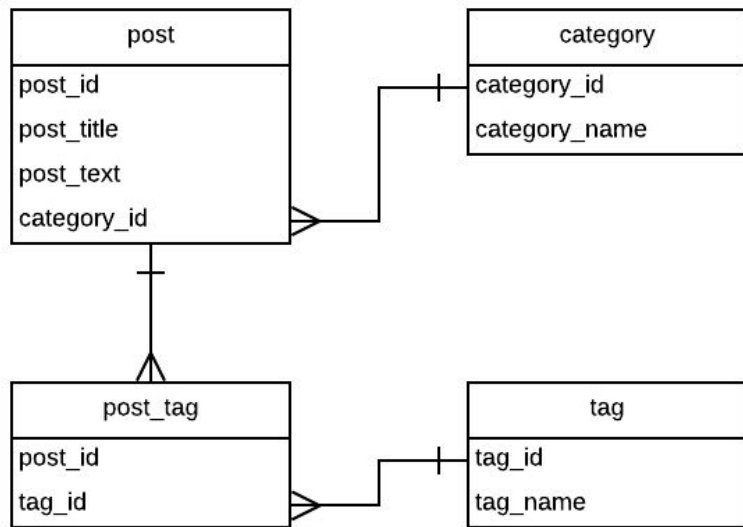 post
post_id
post_title
post_text
category_id
category
category_id
category_name
post_tag
post_id
tag_id
tag
tag_id
tag_name